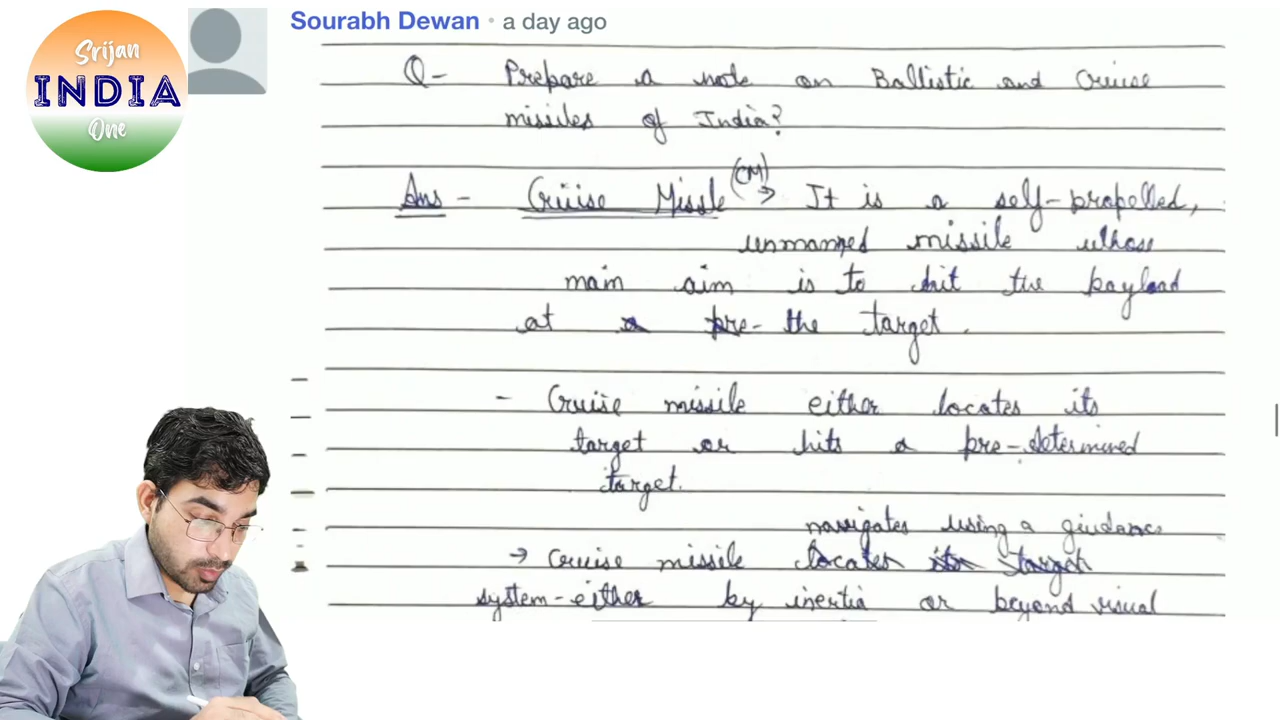 Srijan
INDIA
One
Sourabh Dewan • a day ago
Q- Prepare a note on Ballistic and Cruise
missiles of India?
Ans - Cruise Missle (CM) → It is a self-propelled,
unmanned missile whose
main aim is to hit the payload
at a pre- the target.
- Cruise missile either locates its
target or hits a pre-determined
target.
navigates using a guidance
→ Cruise missile locates its target
system-either by inertia or beyond visual